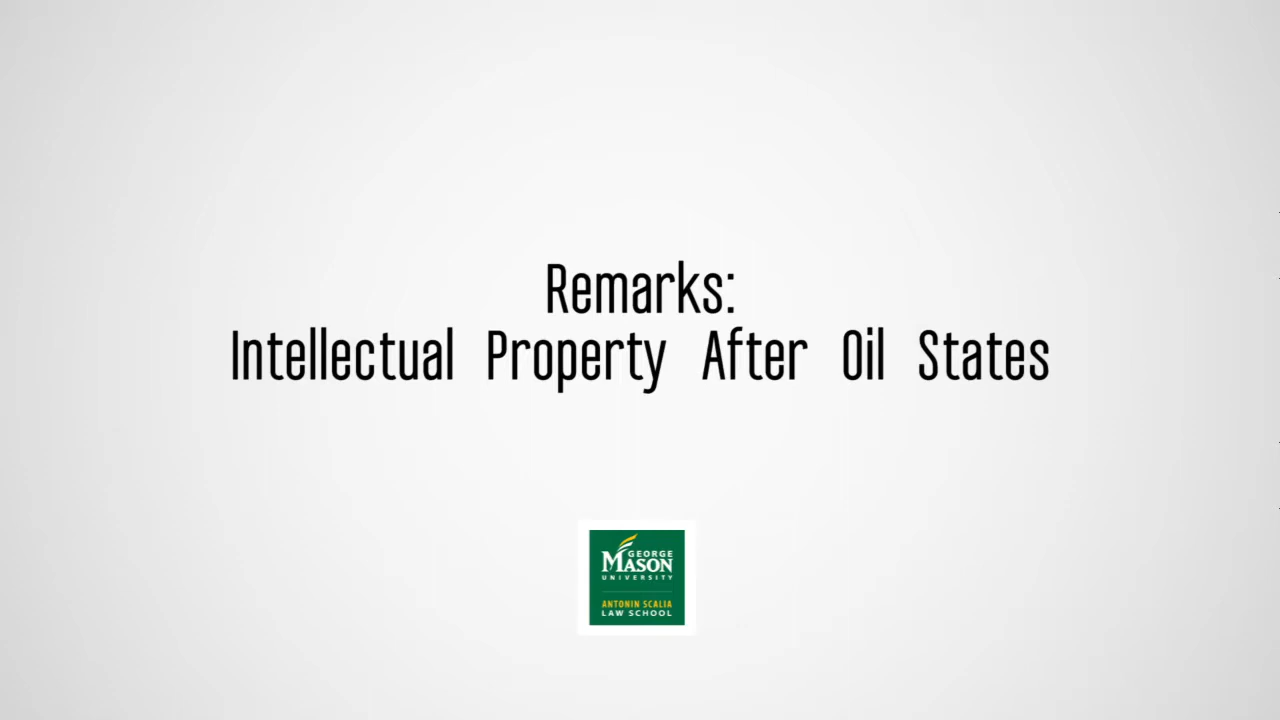 Remarks:
Intellectual Property After Oil States
GEORGE
MASON
UNIVERSITY
ANTONIN SCALIA
LAW SCHOOL